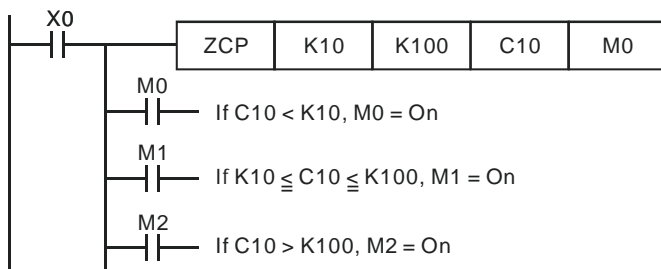 X0
ZCP K10 K100 C10 M0
M0
If C10 < K10, M0 = On
M1
If K10 ≦ C10 ≦ K100, M1 = On
M2
If C10 > K100, M2 = On